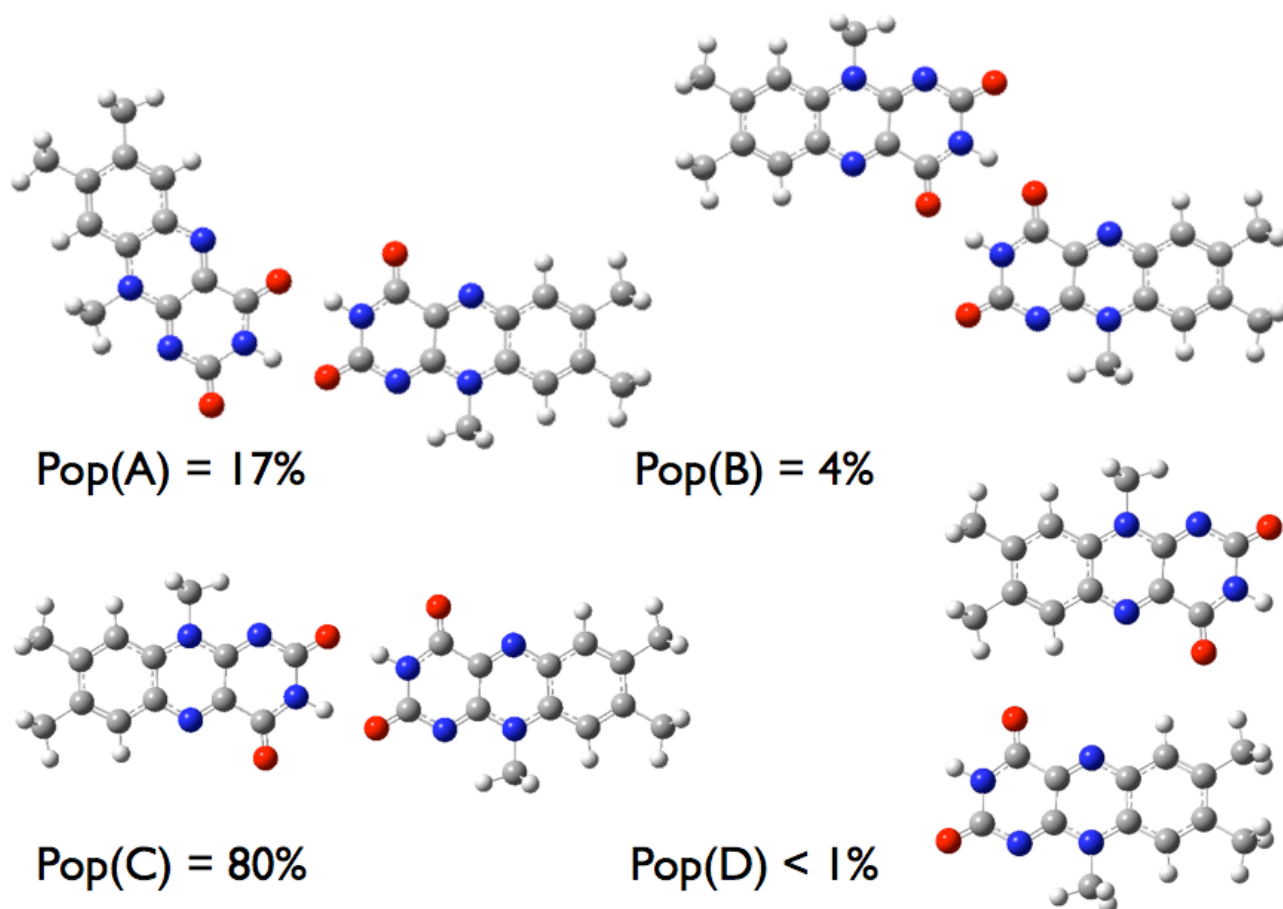 Pop(A) = 17%
Pop(B) = 4%
Pop(C) = 80%
Pop(D) < 1%